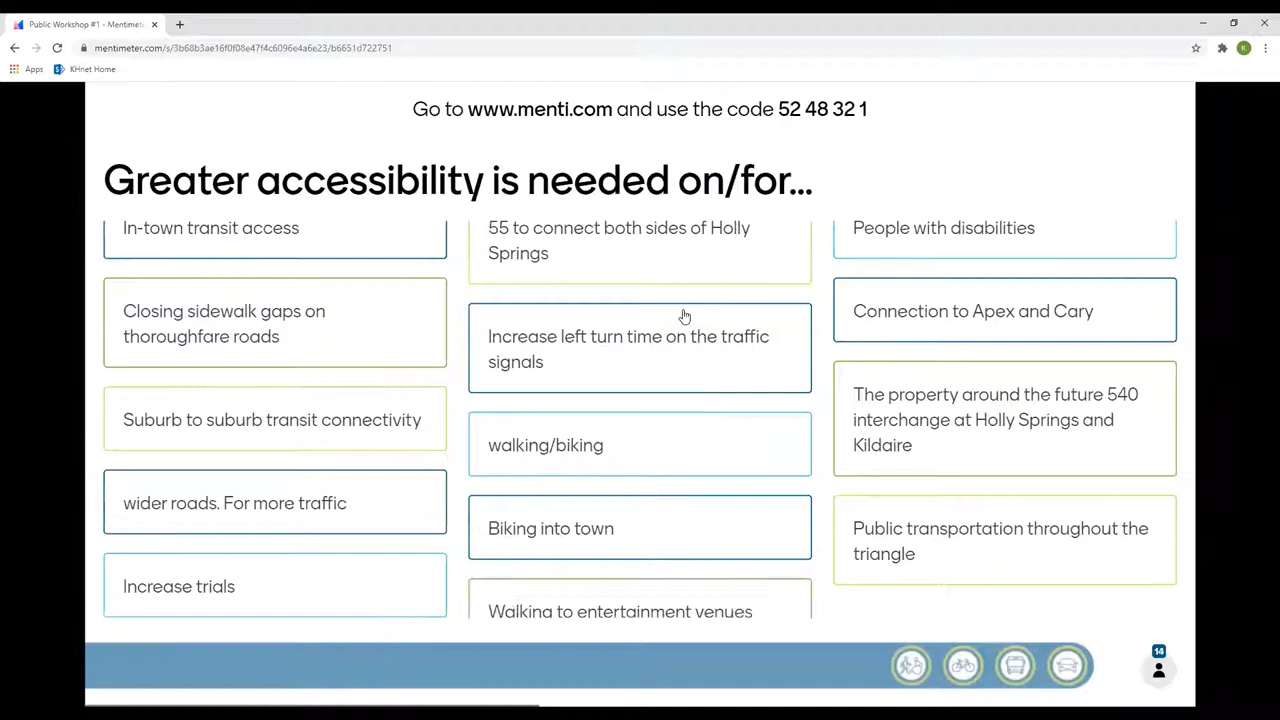 Public Workshop #1 - Mentimet
mentimeter.com/s/3b68b3ae16f0f08e47f4c6096e4a6e23/b6651d722751
K
Apps
KHnet Home
Go to www.menti.com and use the code 52 48 32 1
Greater accessibility is needed on/for...
In-town transit access
Closing sidewalk gaps on
thoroughfare roads
Suburb to suburb transit connectivity
wider roads. For more traffic
Increase trials
55 to connect both sides of Holly
Springs
Increase left turn time on the traffic
signals
walking/biking
Biking into town
Walking to entertainment venues
People with disabilities
Connection to Apex and Cary
The property around the future 540
interchange at Holly Springs and
Kildaire
Public transportation throughout the
triangle
14